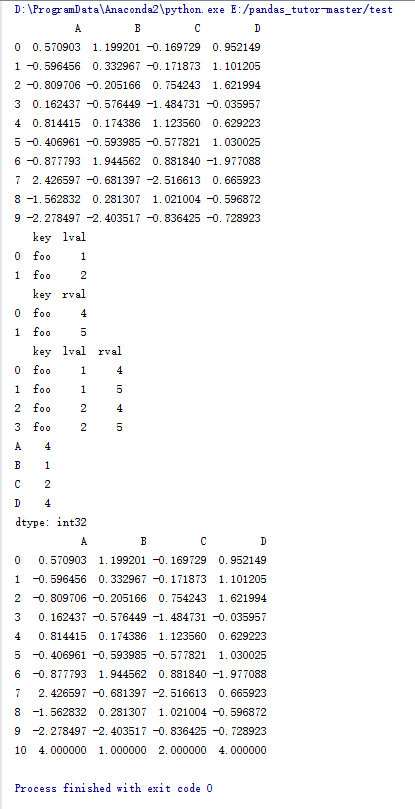 D:\ProgramData\Anaconda2\python.exe E:/pandas_tutor-master/test
A B C D
0 0.570903 1.199201 -0.169729 0.952149
1 -0.596456 0.332967 -0.171873 1.101205
2 -0.809706 -0.205166 0.754243 1.621994
3 0.162437 -0.576449 -1.484731 -0.035957
4 0.814415 0.174386 1.123560 0.629223
5 -0.406961 -0.593985 -0.577821 1.030025
6 -0.877793 1.944562 0.881840 -1.977088
7 2.426597 -0.681397 -2.516613 0.665923
8 -1.562832 0.281307 1.021004 -0.596872
9 -2.278497 -2.403517 -0.836425 -0.728923
key lval
0 foo 1
1 foo 2
key rval
0 foo 4
1 foo 5
key lval rval
0 foo 1 4
1 foo 1 5
2 foo 2 4
3 foo 2 5
A 4
B 1
C 2
D 4
dtype: int32
A B C D
0 0.570903 1.199201 -0.169729 0.952149
1 -0.596456 0.332967 -0.171873 1.101205
2 -0.809706 -0.205166 0.754243 1.621994
3 0.162437 -0.576449 -1.484731 -0.035957
4 0.814415 0.174386 1.123560 0.629223
5 -0.406961 -0.593985 -0.577821 1.030025
6 -0.877793 1.944562 0.881840 -1.977088
7 2.426597 -0.681397 -2.516613 0.665923
8 -1.562832 0.281307 1.021004 -0.596872
9 -2.278497 -2.403517 -0.836425 -0.728923
10 4.000000 1.000000 2.000000 4.000000
Process finished with exit code 0